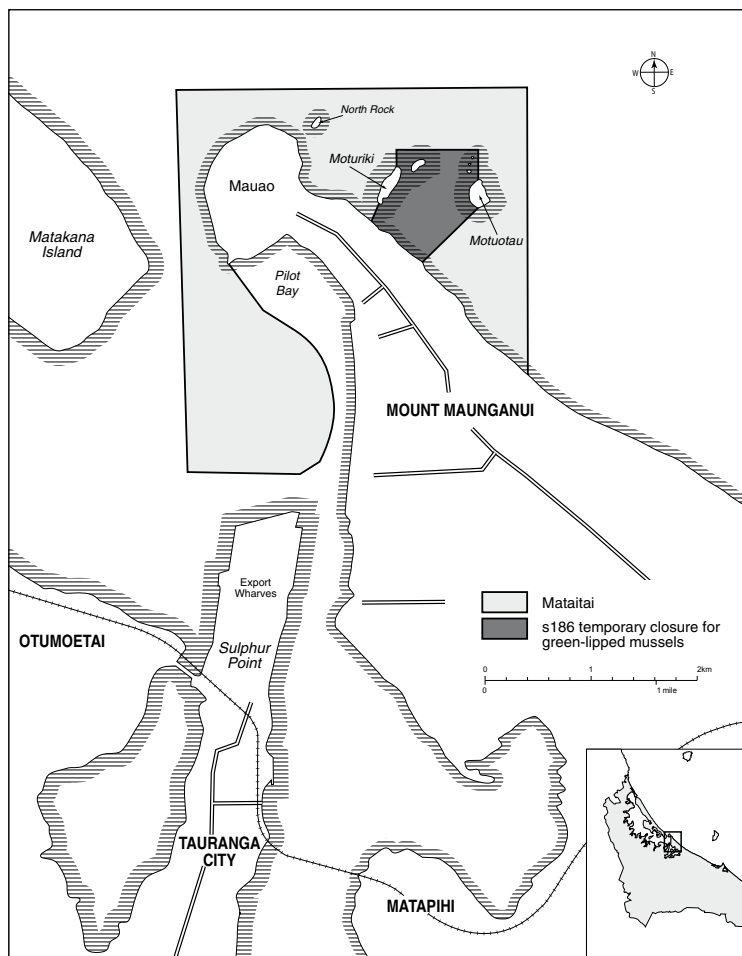 N
W E
S
North Rock
Moturiki
Mauao
Motuotau
Matakana
Island
Pilot
Bay
MOUNT MAUNGANUI
Export
Wharves
Mataitai
s186 temporary closure for
green-lipped mussels
OTUMOETAI
Sulphur
Point
0 1 2km
0 1 mile
TAURANGA
CITY
MATAPIHI